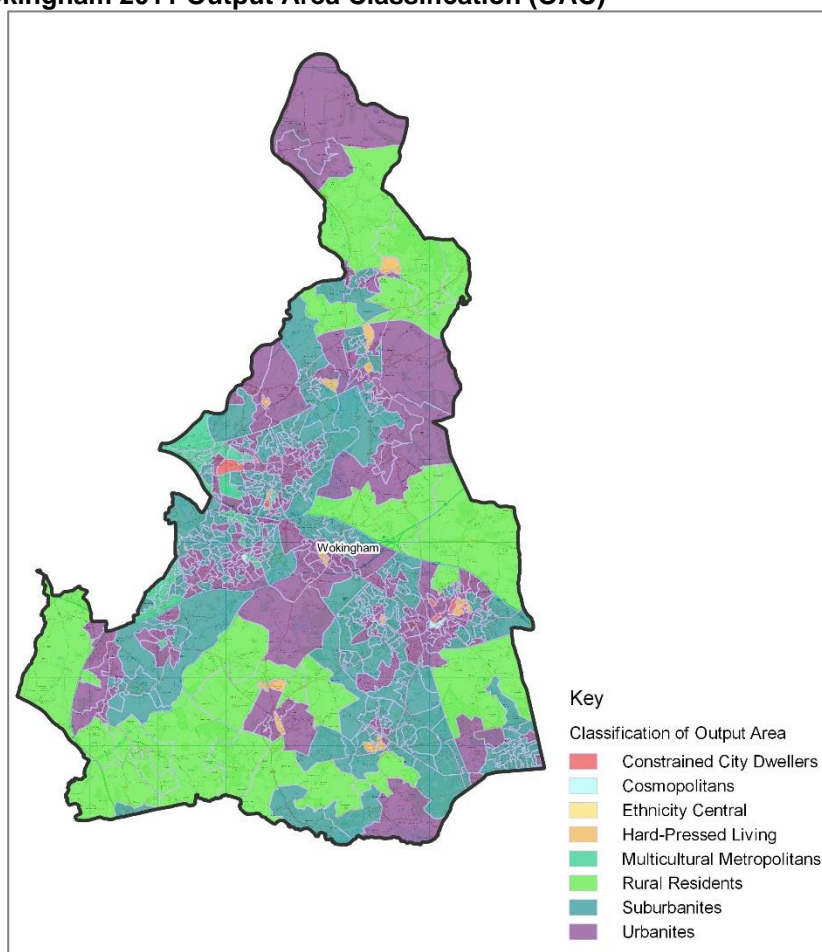 2011 Output Area Classification (OAC)
Wokingham
Key
Classification of Output Area
Constrained City Dwellers
Cosmopolitans
Ethnicity Central
Hard-Pressed Living
Multicultural Metropolitans
Rural Residents
Suburbanites
Urbanites